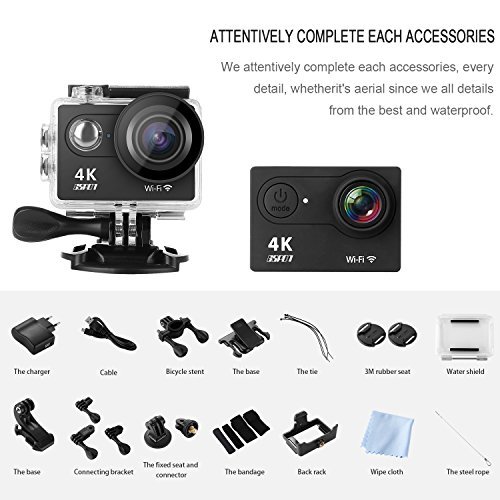 ATTENTIVELY COMPLETE EACH ACCESSORIES
We attentively complete each accessories, every
detail, whetherit's aerial since we all details
from the best and waterproof.
4K
Wi-Fi
mode
4K
Wi-Fi
The charger
Cable
Bicycle stent
The base
The tie
3M rubber seat
Water shield
The base
Connecting bracket
The fixed seat and
connector
The bandage
Back rack
Wipe cloth
The steel rope